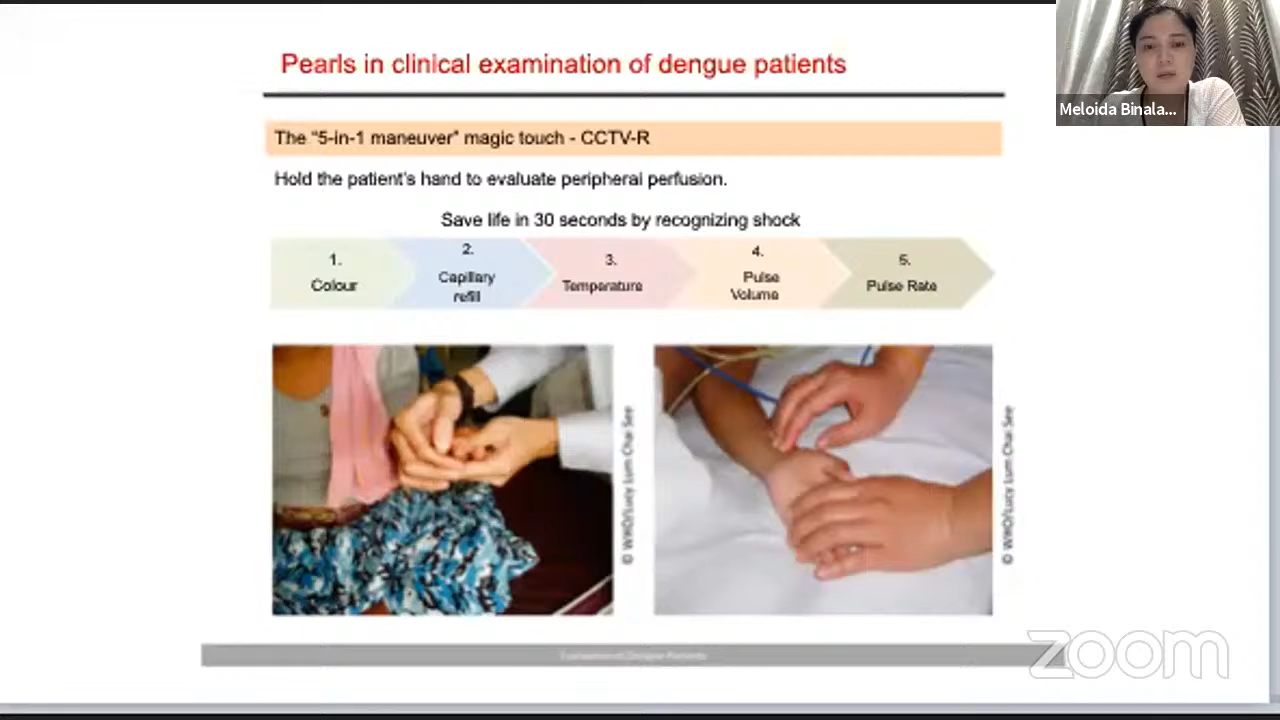 Pearls in clinical examination of dengue patients
Meloida Binala...
The "5-in-1 maneuver" magic touch - CCTV-R
Hold the patient's hand to evaluate peripheral perfusion.
Save life in 30 seconds by recognizing shock
1.
Colour
2.
Capillary
refill
3.
Temperature
4.
Pulse
Volume
5.
Pulse Rate
© WHO/Lucy Lum Chai See
© WHO/Lucy Lum Chai See
zoom